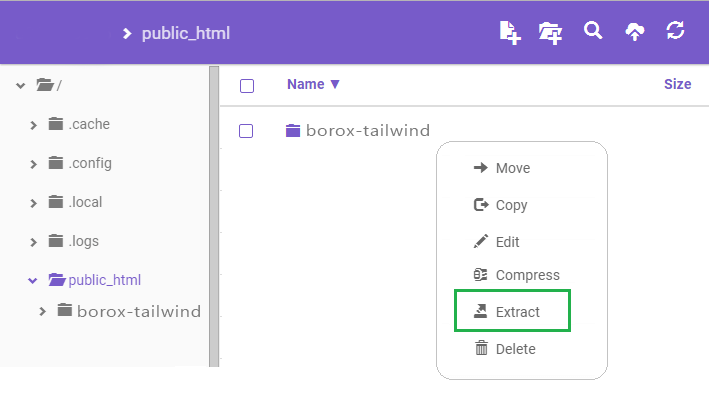 public_html
/
.cache
.config
.local
.logs
public_html
borox-tailwind
Name ▼
Size
borox-tailwind
Move
Copy
Edit
Compress
Extract
Delete